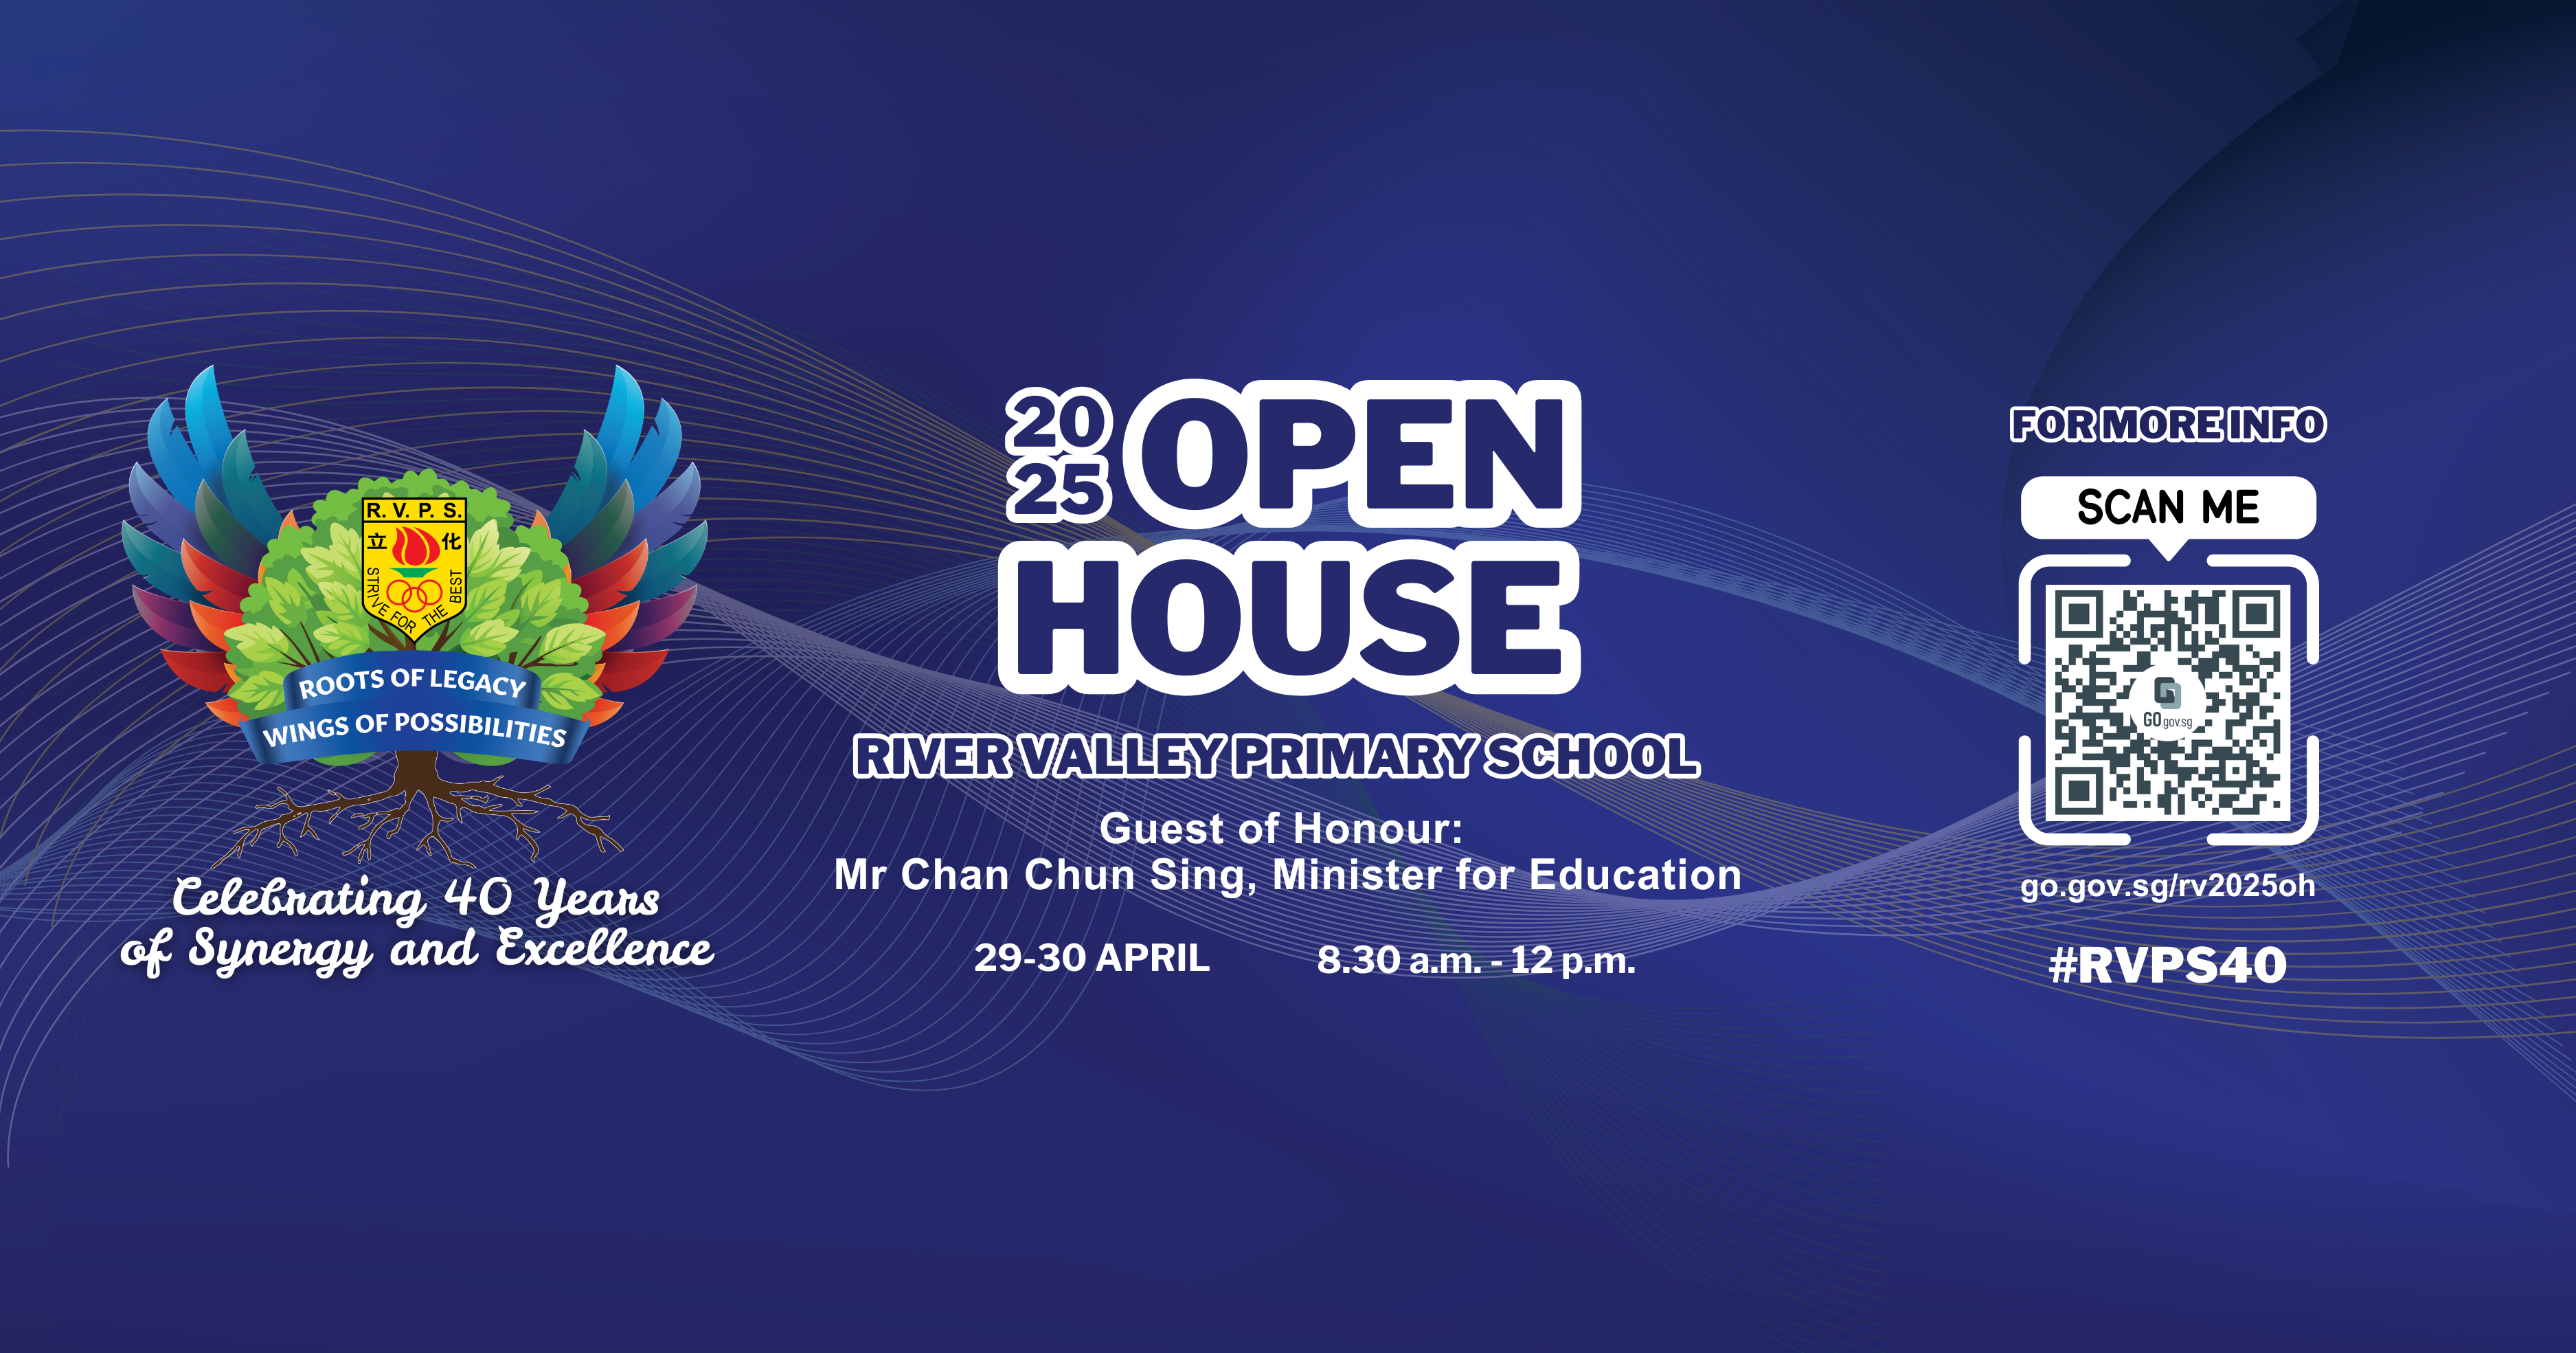 R. V. P. S.
立 化
STRIVE FOR THE BEST
ROOTS OF LEGACY
WINGS OF POSSIBILITIES
Celebrating 40 Years
of Synergy and Excellence
2025 OPEN
HOUSE
RIVER VALLEY PRIMARY SCHOOL
Guest of Honour:
Mr Chan Chun Sing, Minister for Education
29-30 APRIL 8.30 a.m. - 12 p.m.
FOR MORE INFO
SCAN ME
GO.gov.sg
go.gov.sg/rv2025oh
#RVPS40